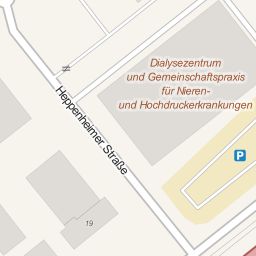 Dialysezentrum
und Gemeinschaftspraxis
für Nieren-
und Hochdruckerkrankungen
Heppenheimer Straße
P
19